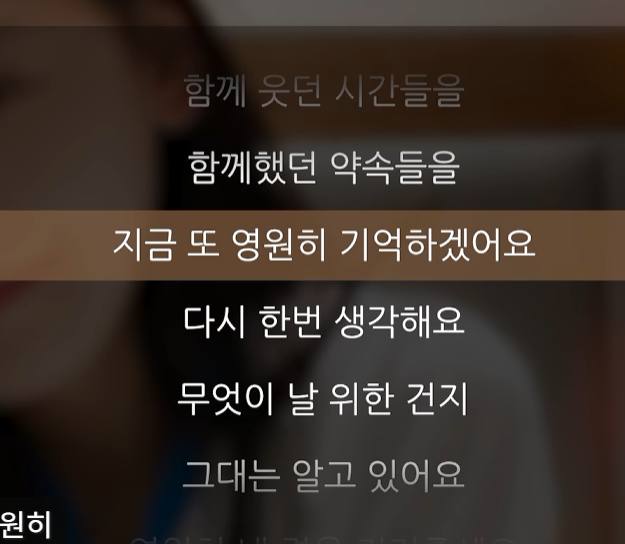 함께 웃던 시간들을
함께했던 약속들을
지금 또 영원히 기억하겠어요
다시 한번 생각해요
무엇이 날 위한 건지
그대는 알고 있어요
원히